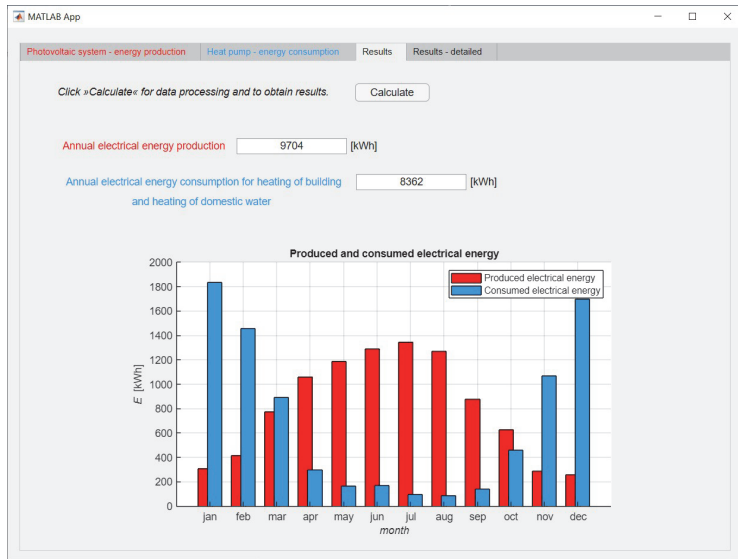 MATLAB App
Photovoltaic system - energy production
Heat pump - energy consumption
Results
Results - detailed
Click »Calculate« for data processing and to obtain results.
Calculate
Annual electrical energy production
9704
[kWh]
Annual electrical energy consumption for heating of building
and heating of domestic water
8362
[kWh]
Produced and consumed electrical energy
Produced electrical energy
Consumed electrical energy
E [kWh]
2000
1800
1600
1400
1200
1000
800
600
400
200
0
jan feb mar apr may jun jul aug sep oct nov dec
month